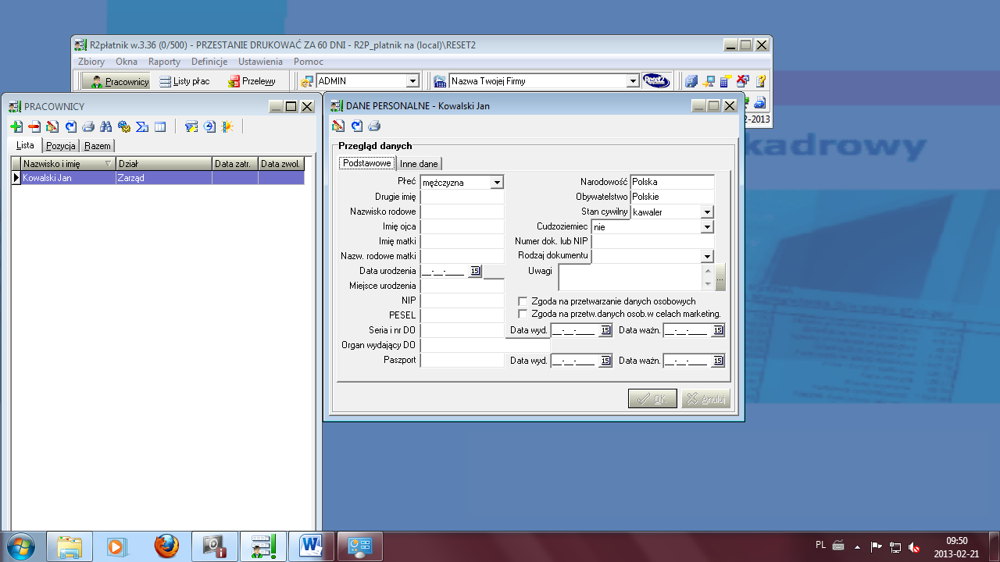 R2płatnik w.3.36 (0/500) - PRZESTANIE DRUKOWAĆ ZA 60 DNI - R2P_platnik na (local)\RESET2
Zbiory Okna Raporty Definicje Ustawienia Pomoc
Pracownicy Listy płac Przelewy ADMIN Nazwa Twojej Firmy Reset2
2-2013
kadrowy
PRACOWNICY
Lista Pozycja Razem
Nazwisko i imię Dział Data zatr. Data zwol.
Kowalski Jan Zarząd
DANE PERSONALNE - Kowalski Jan
Przegląd danych
Podstawowe Inne dane
Płeć mężczyzna Narodowość Polska
Drugie imię Obywatelstwo Polskie
Nazwisko rodowe Stan cywilny kawaler
Imię ojca Cudzoziemiec nie
Imię matki Numer dok. lub NIP
Nazw. rodowe matki Rodzaj dokumentu
Data urodzenia __-__-____ 15 Uwagi ...
Miejsce urodzenia
NIP Zgoda na przetwarzanie danych osobowych
PESEL Zgoda na przetw.danych osob.w celach marketing.
Seria i nr DO Data wyd. __-__-____ 15 Data ważn. __-__-____ 15
Organ wydający DO
Paszport Data wyd. __-__-____ 15 Data ważn. __-__-____ 15
OK Anuluj
PL 09:50
2013-02-21